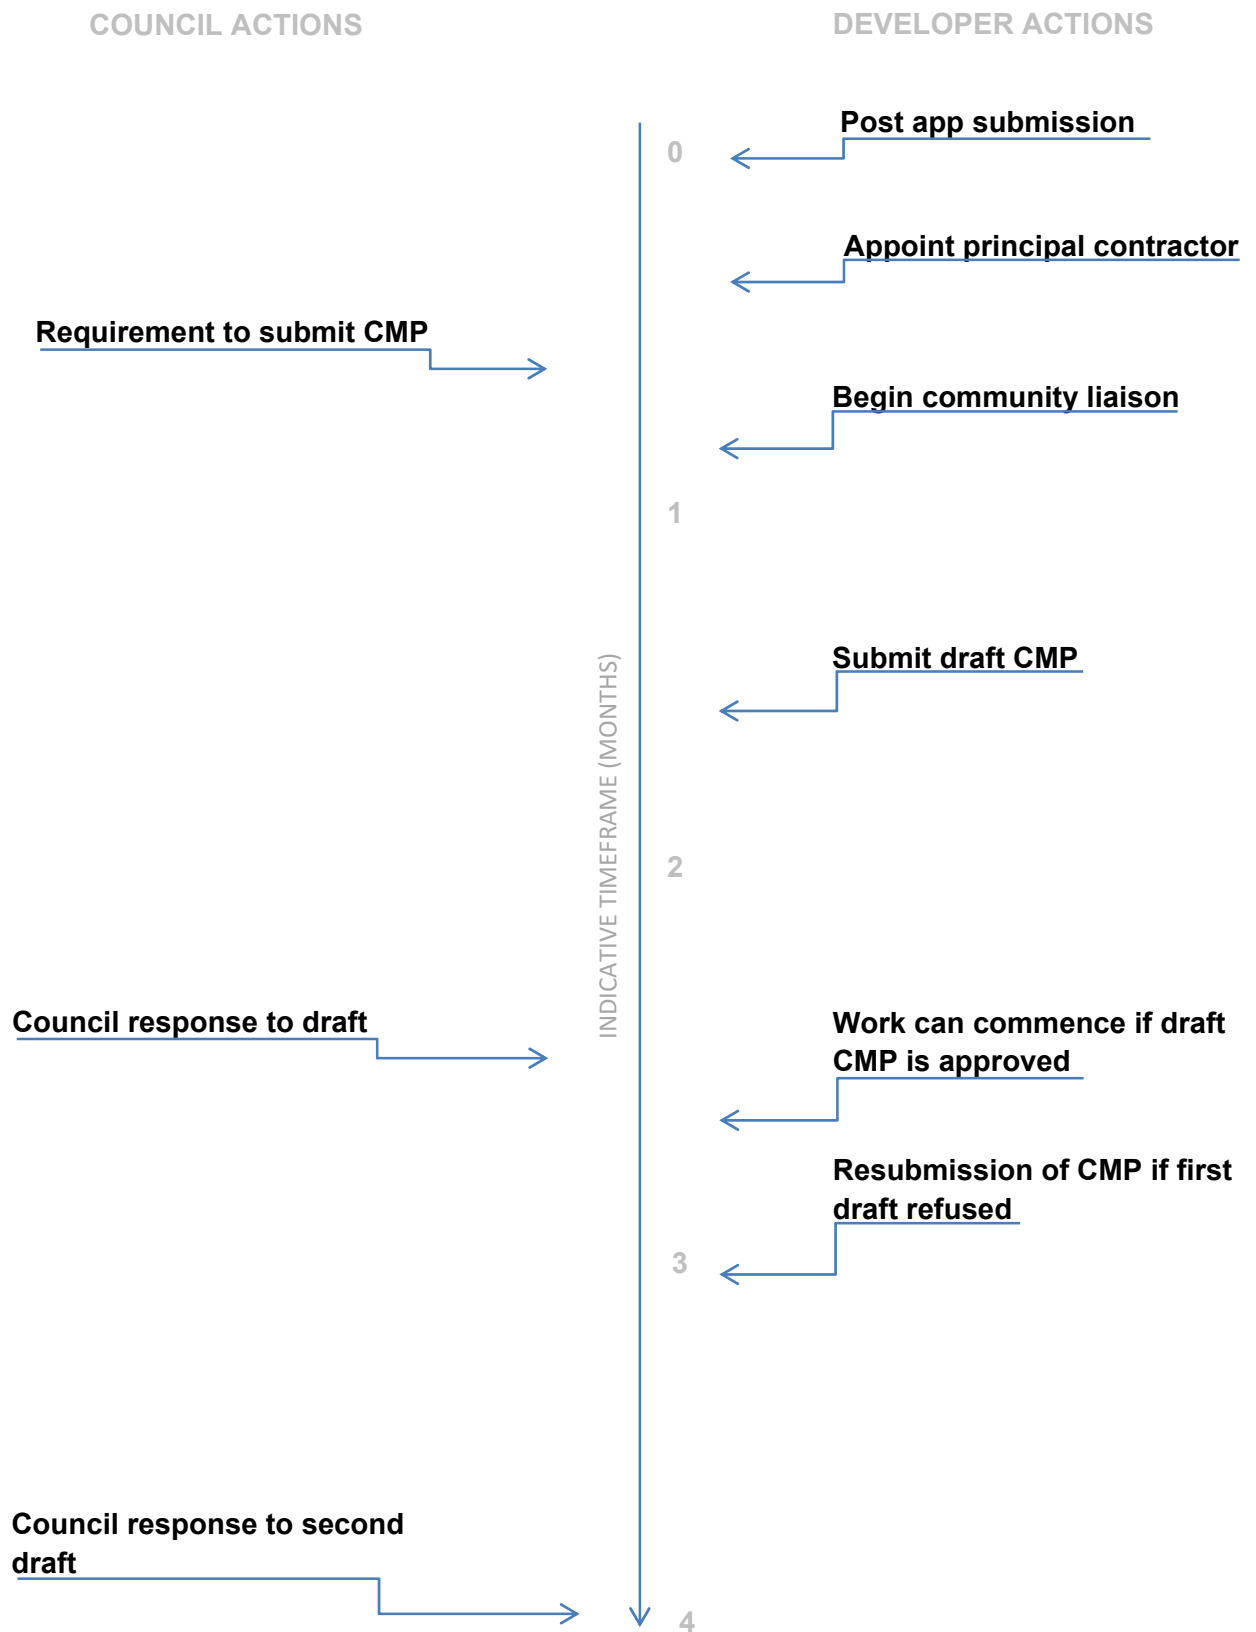 COUNCIL ACTIONS
DEVELOPER ACTIONS
Post app submission
0
Appoint principal contractor
Requirement to submit CMP
Begin community liaison
1
Submit draft CMP
INDICATIVE TIMEFRAME (MONTHS)
2
Council response to draft
Work can commence if draft
CMP is approved
Resubmission of CMP if first
draft refused
3
Council response to second
draft
4